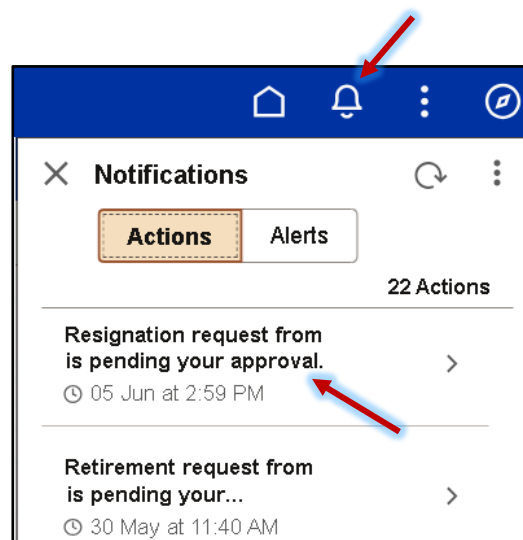 Notifications
Actions Alerts
22 Actions
Resignation request from
is pending your approval.
05 Jun at 2:59 PM
Retirement request from
is pending your...
30 May at 11:40 AM